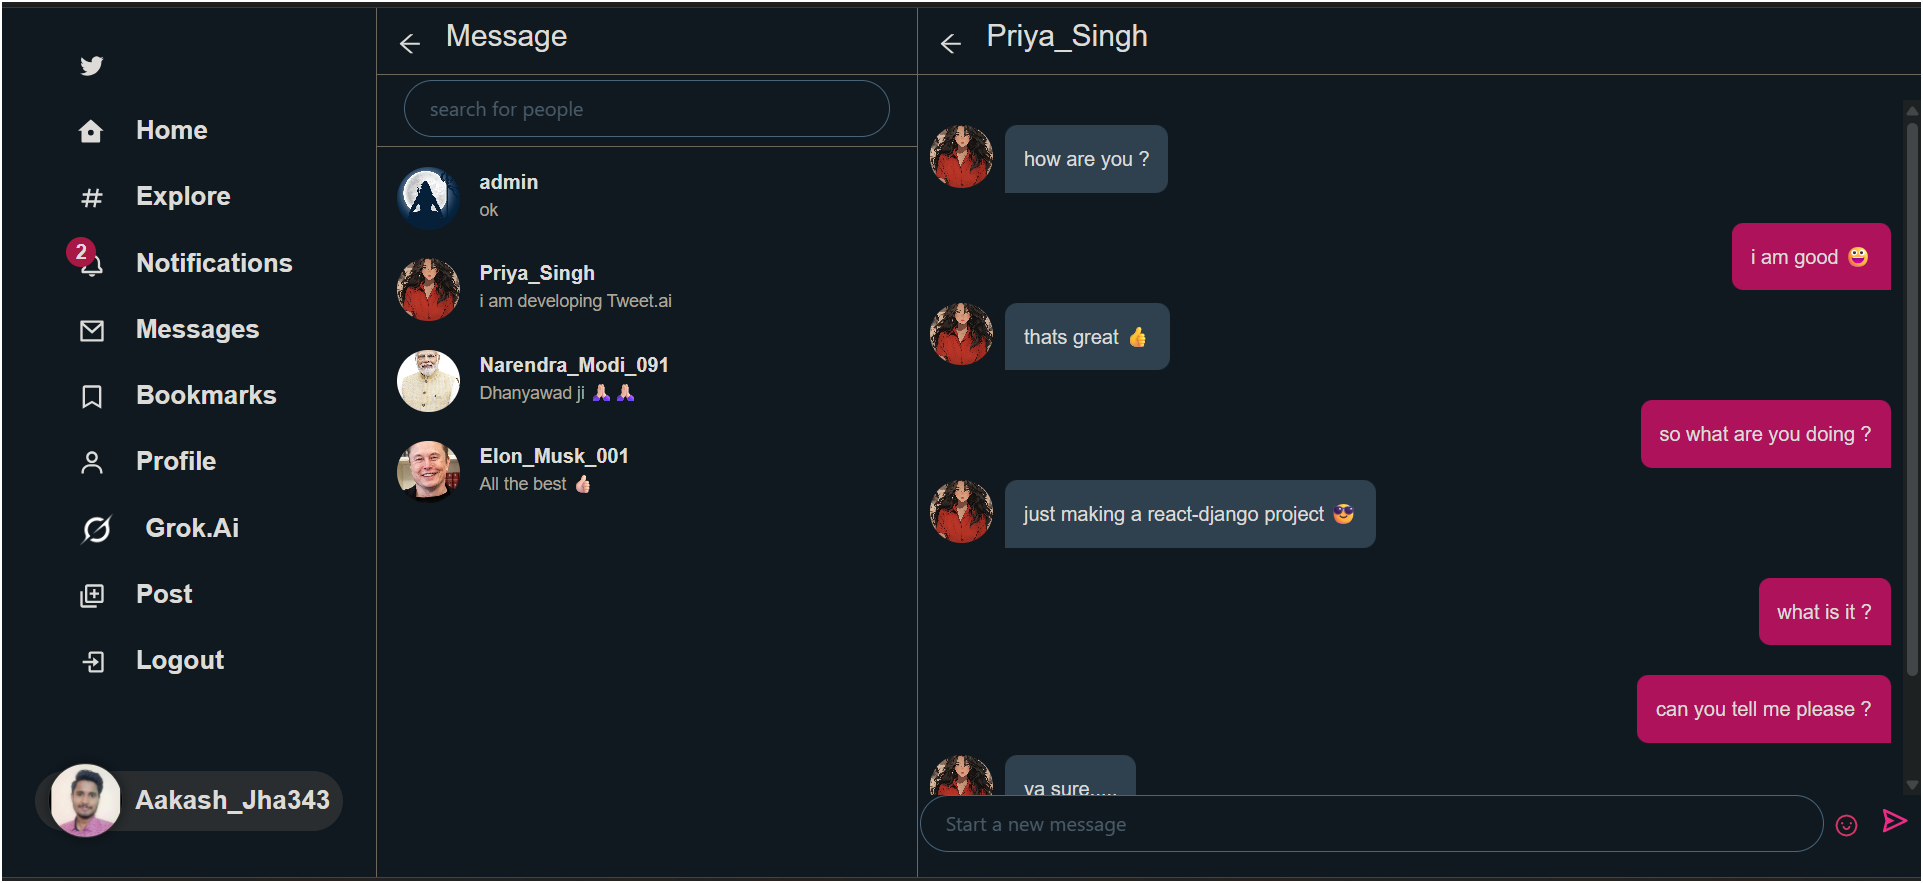 Home
Explore
2
Notifications
Messages
Bookmarks
Profile
Grok.Ai
Post
Logout
Aakash_Jha343
Message
search for people
admin
ok
Priya_Singh
i am developing Tweet.ai
Narendra_Modi_091
Dhanyawad ji 🙏🏻🙏🏻
Elon_Musk_001
All the best 👍🏻
Priya_Singh
how are you ?
i am good 😀
thats great 👍
so what are you doing ?
just making a react-django project 😎
what is it ?
can you tell me please ?
ya sure.....
Start a new message